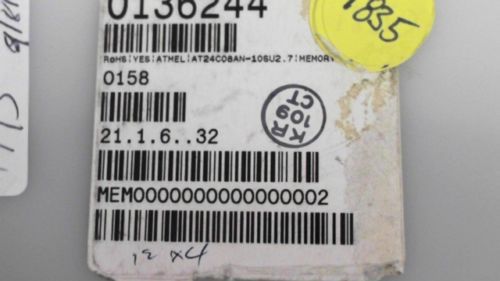 0136244
1835
RoHS|YES|ATMEL|AT24C08AN-10SU2.7|MEMORY
0158
KR
109
CT
21.1.6..32
MEM0000000000000000002
12 x4